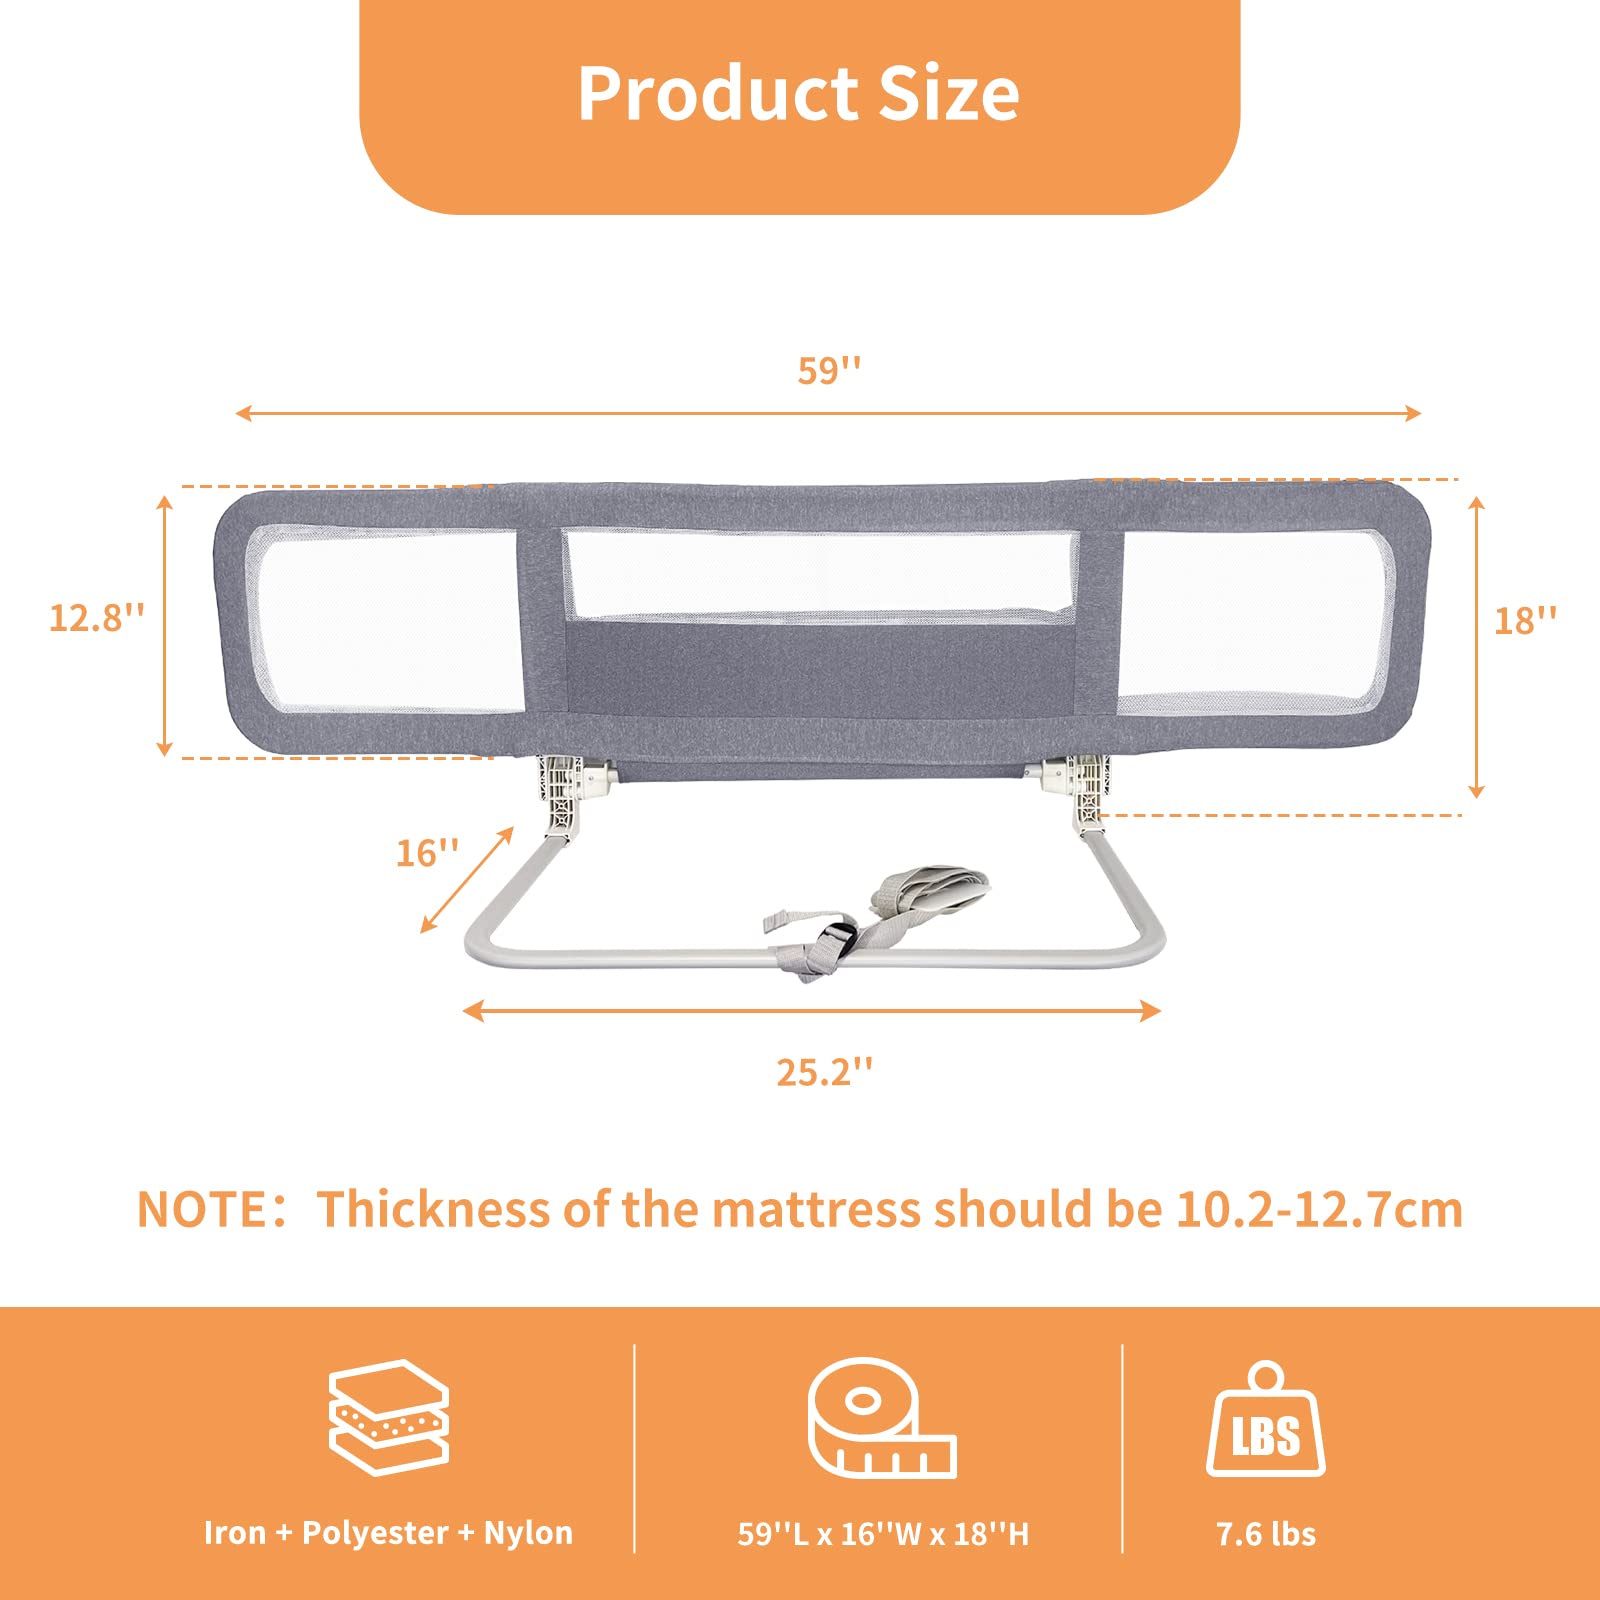 Product Size
59''
12.8''
18''
16''
25.2''
NOTE：Thickness of the mattress should be 10.2-12.7cm
LBS
Iron + Polyester + Nylon
59''L x 16''W x 18''H
7.6 lbs